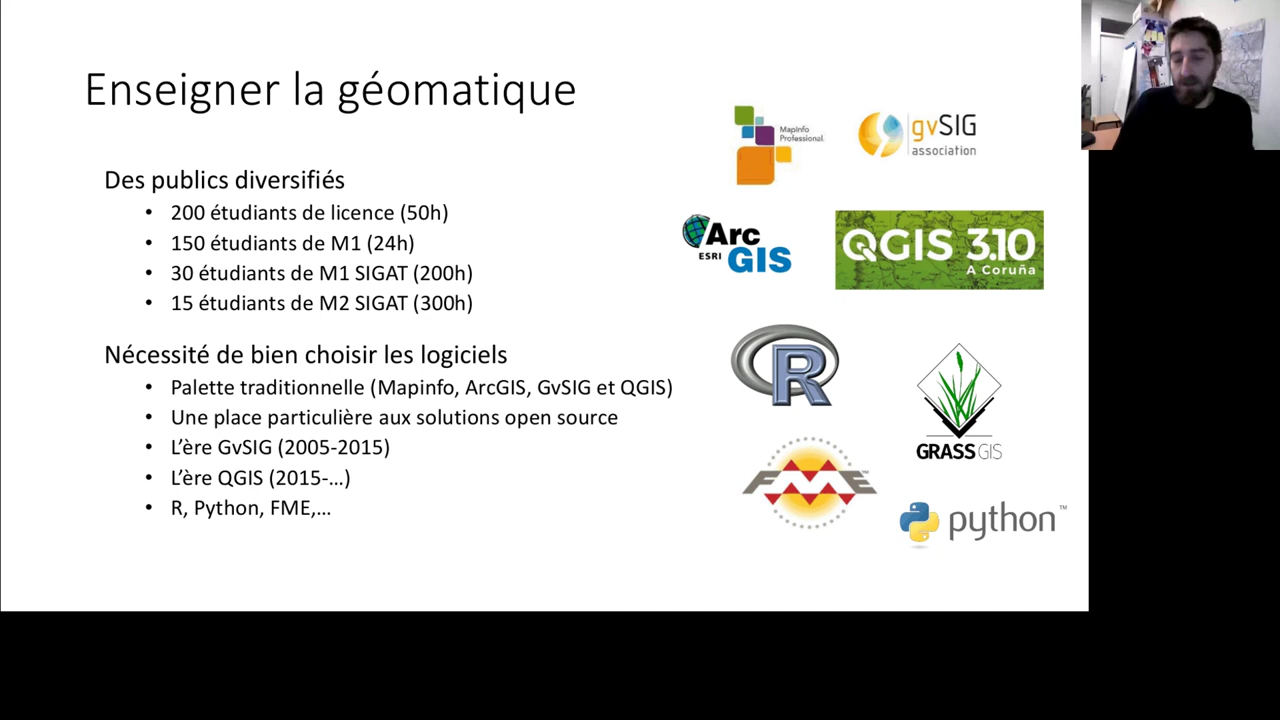 Enseigner la géomatique
Des publics diversifiés
• 200 étudiants de licence (50h)
• 150 étudiants de M1 (24h)
• 30 étudiants de M1 SIGAT (200h)
• 15 étudiants de M2 SIGAT (300h)
Nécessité de bien choisir les logiciels
• Palette traditionnelle (Mapinfo, ArcGIS, GvSIG et QGIS)
• Une place particulière aux solutions open source
• L’ère GvSIG (2005-2015)
• L’ère QGIS (2015-…)
• R, Python, FME,…
MapInfo
Professional
gvSIG
association
Arc
ESRI GIS
QGIS 3.10
A Coruña
R
GRASS GIS
FME™
python™